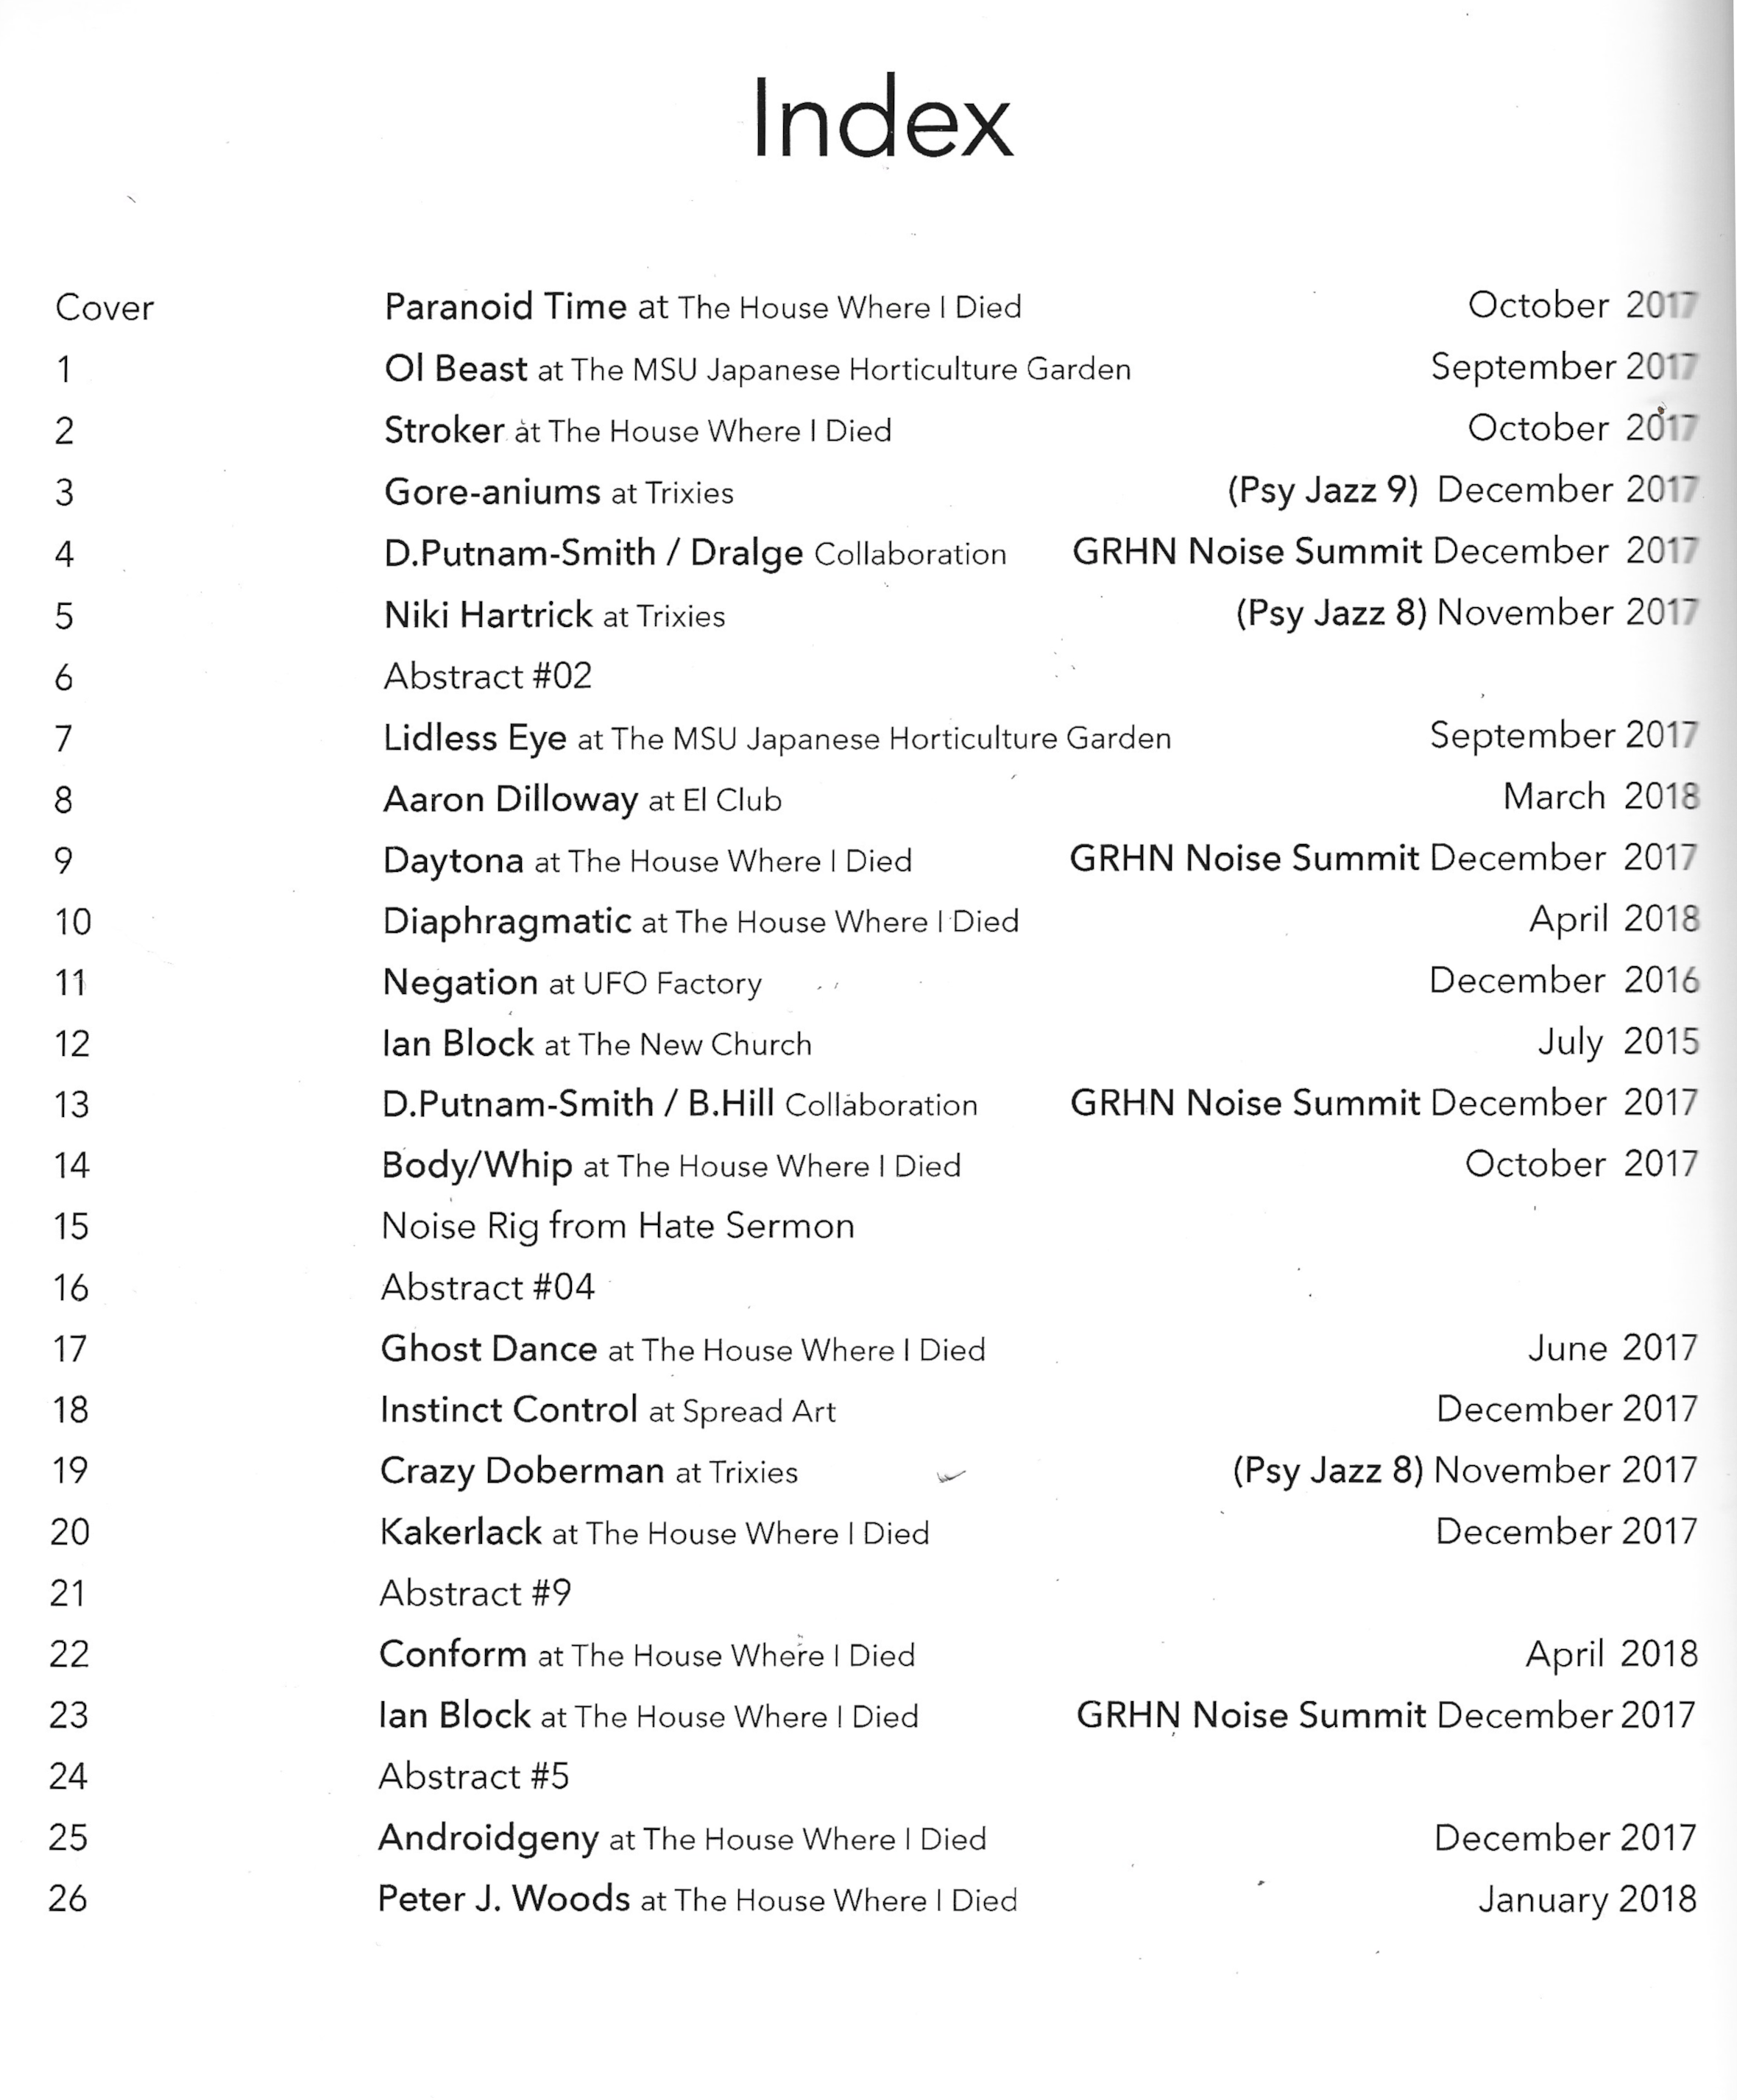 Index
Cover Paranoid Time at The House Where I Died October 2017
1 Ol Beast at The MSU Japanese Horticulture Garden September 2017
2 Stroker at The House Where I Died October 2017
3 Gore-aniums at Trixies (Psy Jazz 9) December 2017
4 D.Putnam-Smith / Dralge Collaboration GRHN Noise Summit December 2017
5 Niki Hartrick at Trixies (Psy Jazz 8) November 2017
6 Abstract #02
7 Lidless Eye at The MSU Japanese Horticulture Garden September 2017
8 Aaron Dilloway at El Club March 2018
9 Daytona at The House Where I Died GRHN Noise Summit December 2017
10 Diaphragmatic at The House Where I Died April 2018
11 Negation at UFO Factory December 2016
12 Ian Block at The New Church July 2015
13 D.Putnam-Smith / B.Hill Collaboration GRHN Noise Summit December 2017
14 Body/Whip at The House Where I Died October 2017
15 Noise Rig from Hate Sermon
16 Abstract #04
17 Ghost Dance at The House Where I Died June 2017
18 Instinct Control at Spread Art December 2017
19 Crazy Doberman at Trixies (Psy Jazz 8) November 2017
20 Kakerlack at The House Where I Died December 2017
21 Abstract #9
22 Conform at The House Where I Died April 2018
23 Ian Block at The House Where I Died GRHN Noise Summit December 2017
24 Abstract #5
25 Androidgeny at The House Where I Died December 2017
26 Peter J. Woods at The House Where I Died January 2018